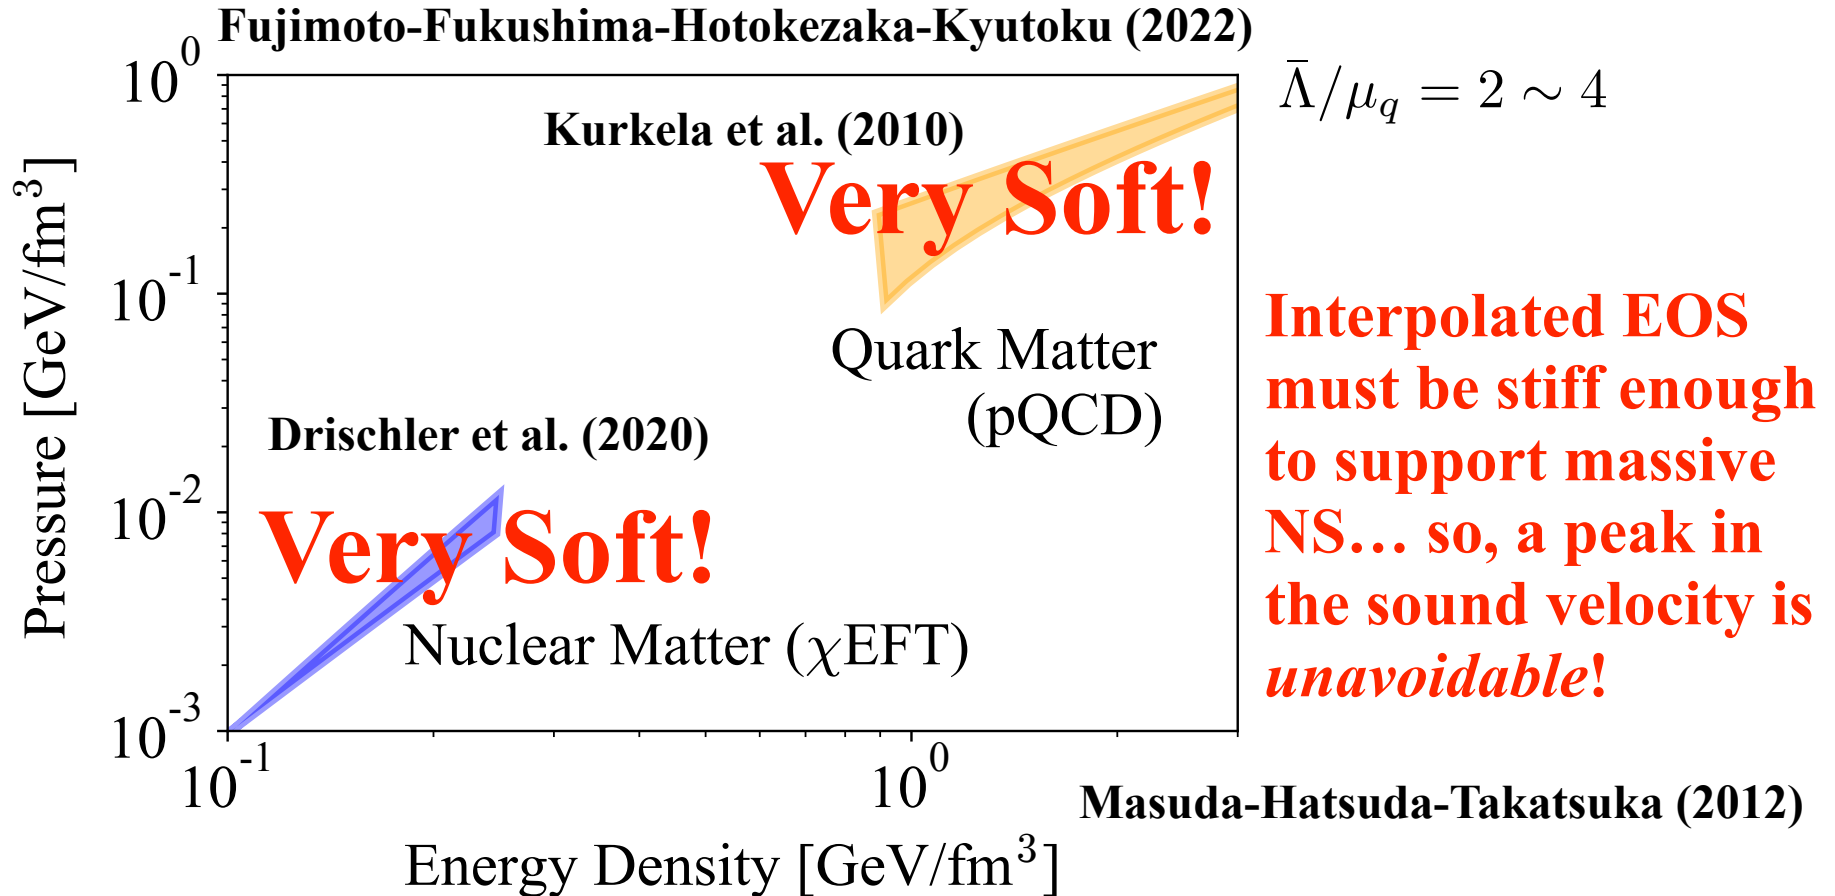 Fujimoto-Fukushima-Hotokezaka-Kyutoku (2022)
10^0
10^-1
10^-2
10^-3
Pressure [GeV/fm^3]
Kurkela et al. (2010)
Very Soft!
Quark Matter
(pQCD)
Drischler et al. (2020)
Very Soft!
Nuclear Matter (χEFT)
10^-1
10^0
Energy Density [GeV/fm^3]
Λ̄/μ_q = 2 ∼ 4
Interpolated EOS
must be stiff enough
to support massive
NS… so, a peak in
the sound velocity is
unavoidable!
Masuda-Hatsuda-Takatsuka (2012)